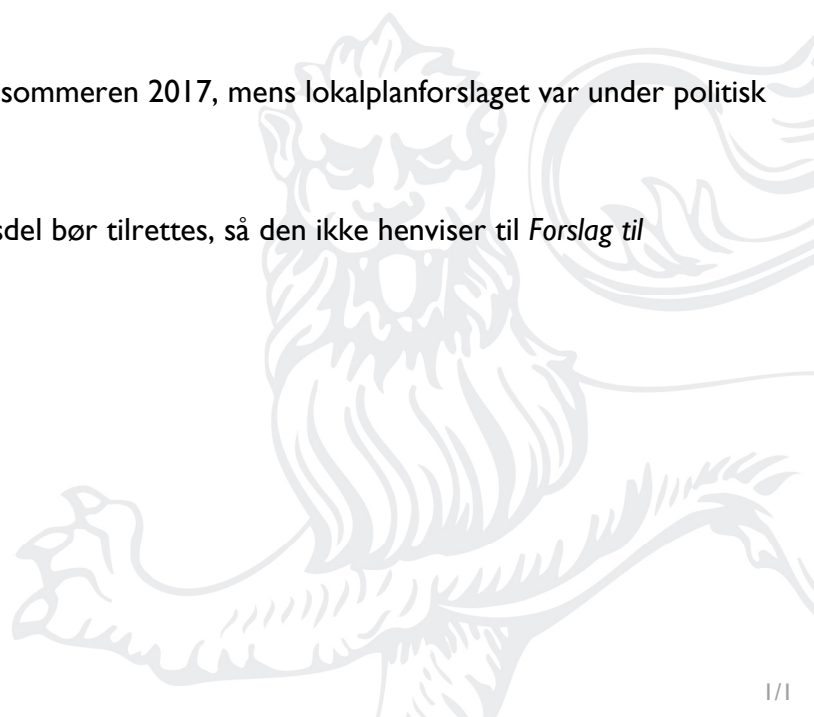 sommeren 2017, mens lokalplanforslaget var under politisk
sdel bør tilrettes, så den ikke henviser til Forslag til
1/1